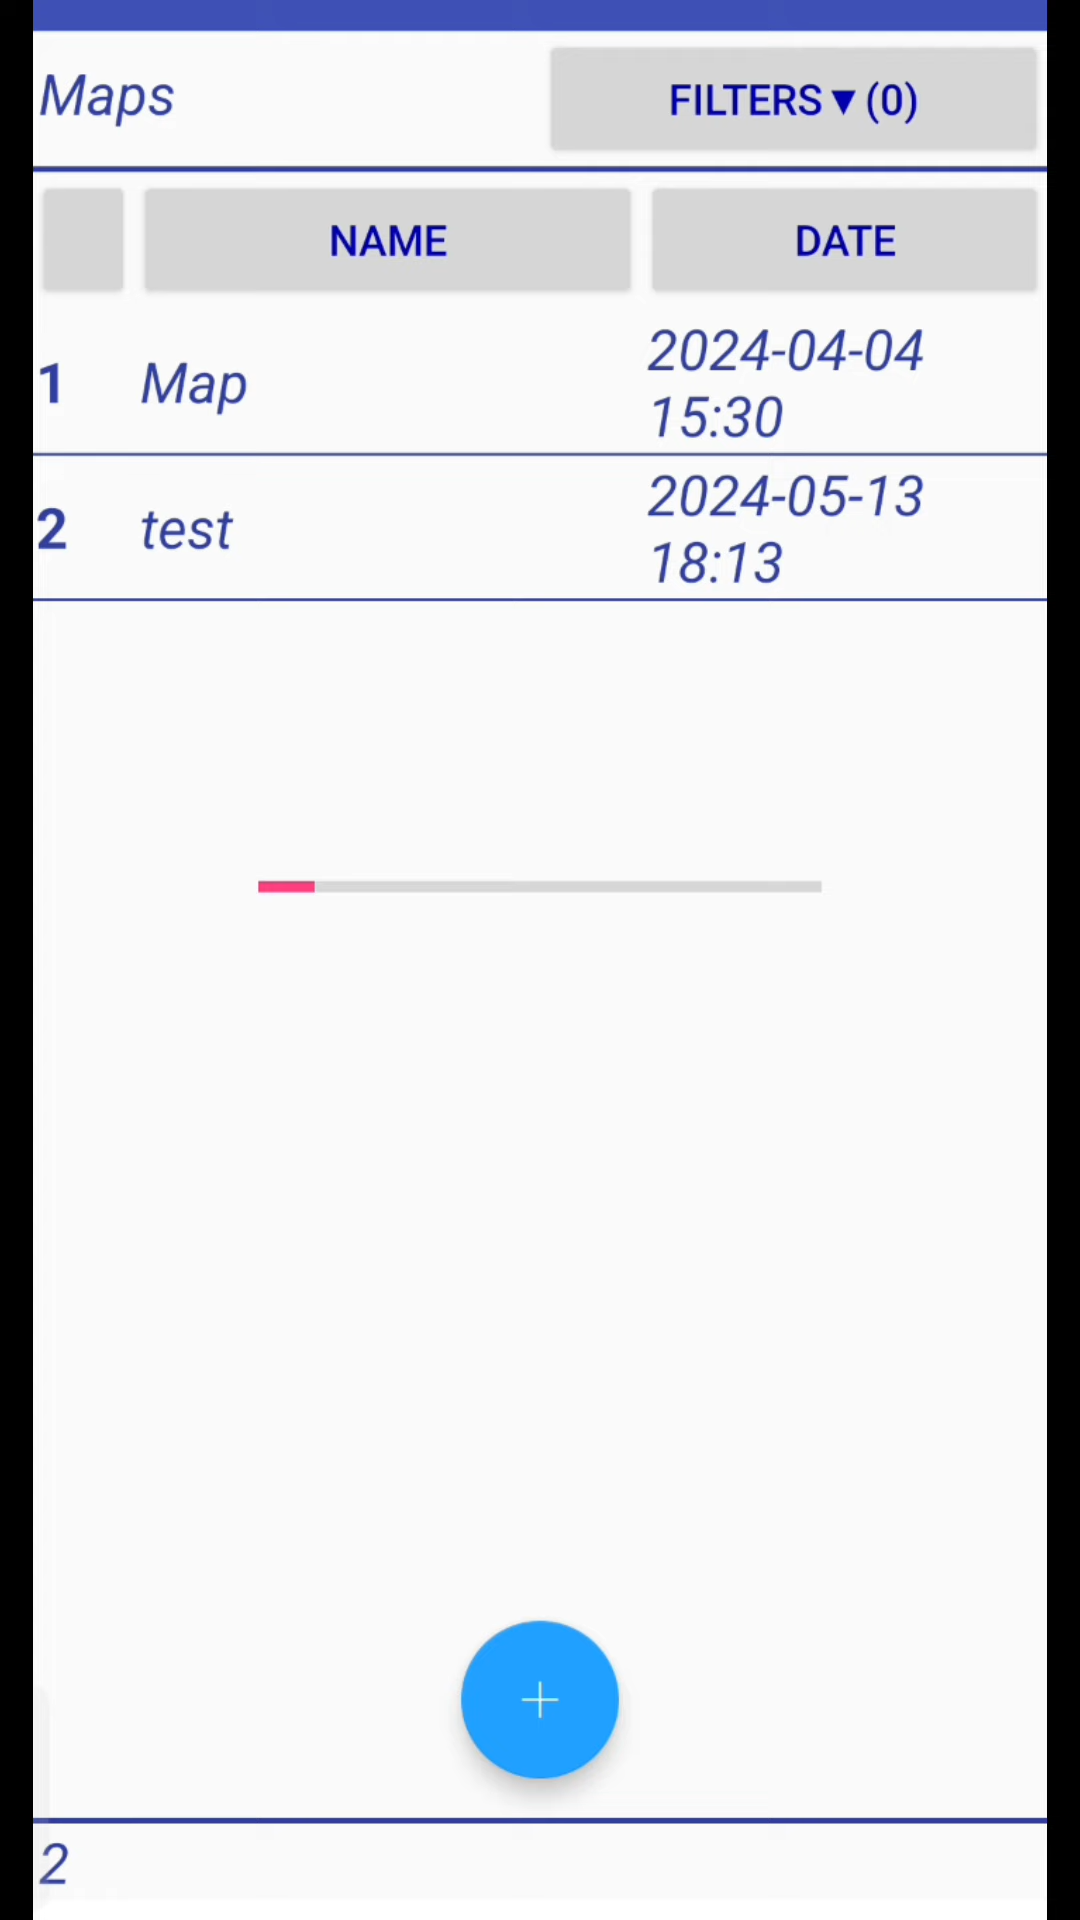 Maps
FILTERS ▼ (0)
NAME DATE
1 Map 2024-04-04 15:30
2 test 2024-05-13 18:13
+
2